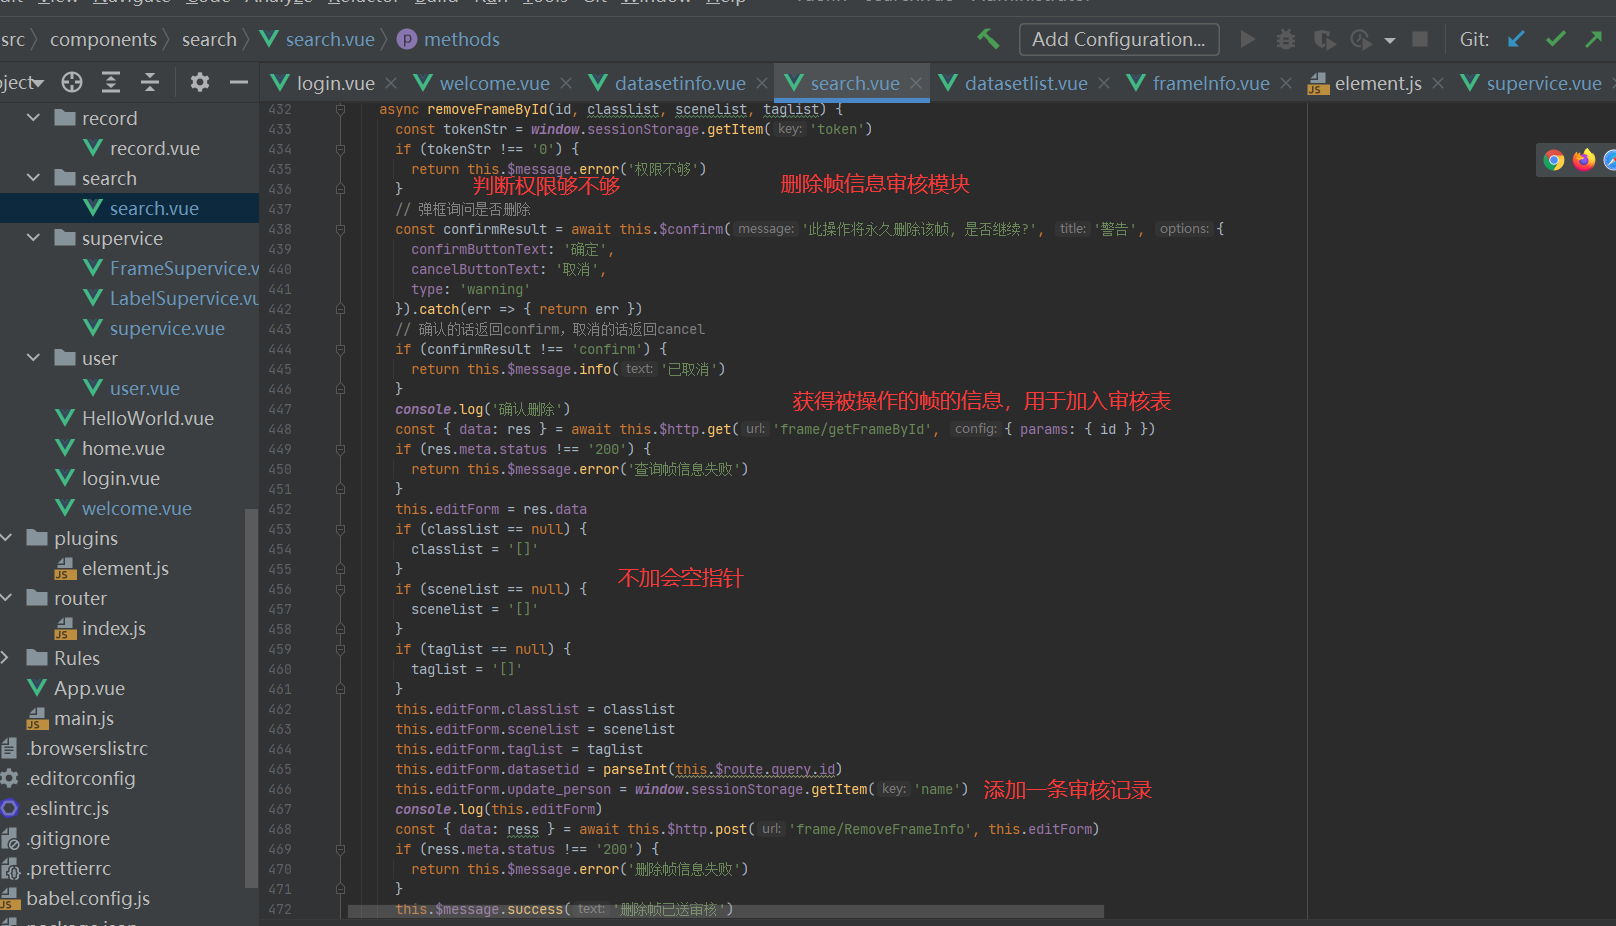 src components search search.vue methods Add Configuration... Git:
login.vue welcome.vue datasetinfo.vue search.vue datasetlist.vue frameInfo.vue element.js supervice.vue
record
record.vue
search
search.vue
supervice
FrameSupervice.v
LabelSupervice.vu
supervice.vue
user
user.vue
HelloWorld.vue
home.vue
login.vue
welcome.vue
plugins
element.js
router
index.js
Rules
App.vue
main.js
.browserslistrc
.editorconfig
.eslintrc.js
.gitignore
.prettierrc
babel.config.js
432 async removeFrameById(id, classlist, scenelist, taglist) {
433 const tokenStr = window.sessionStorage.getItem( key: 'token')
434 if (tokenStr !== '0') {
435 return this.$message.error('权限不够')
436 }
判断权限够不够
删除帧信息审核模块
437 // 弹框询问是否删除
438 const confirmResult = await this.$confirm( message: '此操作将永久删除该帧, 是否继续?', title: '警告', options: {
439 confirmButtonText: '确定',
440 cancelButtonText: '取消',
441 type: 'warning'
442 }).catch(err => { return err })
443 // 确认的话返回confirm，取消的话返回cancel
444 if (confirmResult !== 'confirm') {
445 return this.$message.info( text: '已取消')
446 }
447 console.log('确认删除')
获得被操作的帧的信息，用于加入审核表
448 const { data: res } = await this.$http.get( url: 'frame/getFrameById', config: { params: { id } })
449 if (res.meta.status !== '200') {
450 return this.$message.error('查询帧信息失败')
451 }
452 this.editForm = res.data
453 if (classlist == null) {
454 classlist = '[]'
455 }
不加会空指针
456 if (scenelist == null) {
457 scenelist = '[]'
458 }
459 if (taglist == null) {
460 taglist = '[]'
461 }
462 this.editForm.classlist = classlist
463 this.editForm.scenelist = scenelist
464 this.editForm.taglist = taglist
465 this.editForm.datasetid = parseInt(this.$route.query.id)
466 this.editForm.update_person = window.sessionStorage.getItem( key: 'name')
添加一条审核记录
467 console.log(this.editForm)
468 const { data: ress } = await this.$http.post( url: 'frame/RemoveFrameInfo', this.editForm)
469 if (ress.meta.status !== '200') {
470 return this.$message.error('删除帧信息失败')
471 }
472 this.$message.success( text: '删除帧已送审核')